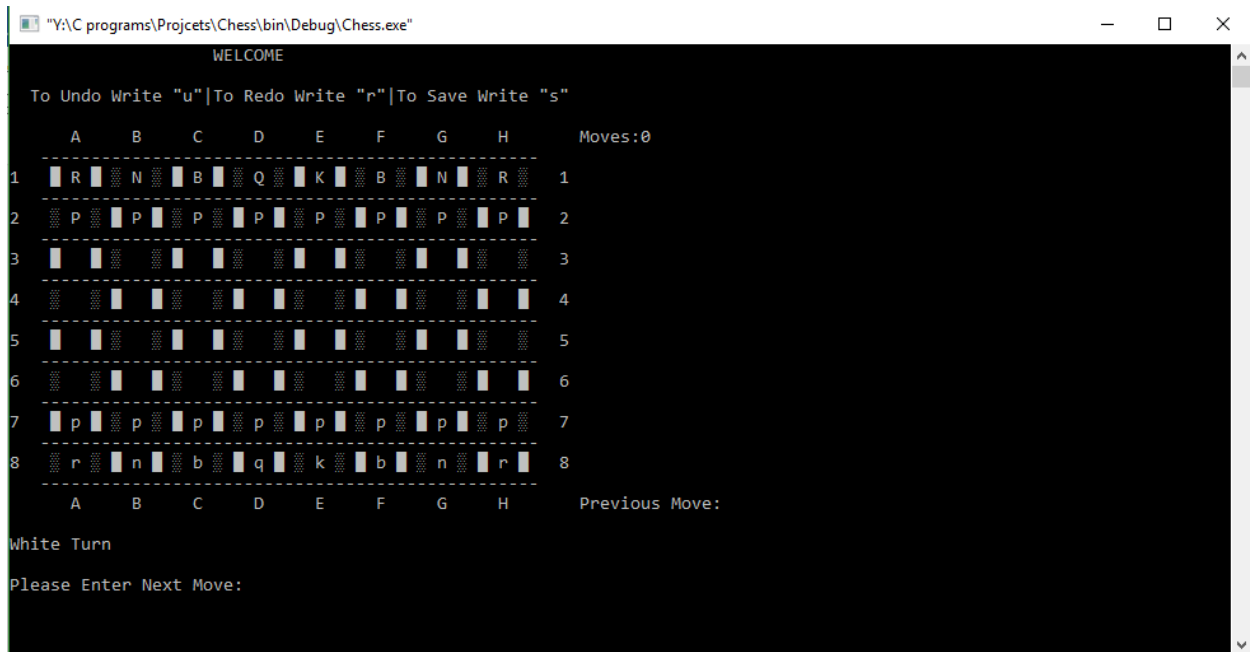 "Y:\C programs\Projcets\Chess\bin\Debug\Chess.exe"
WELCOME
To Undo Write "u"|To Redo Write "r"|To Save Write "s"
A B C D E F G H Moves:0
1 R N B Q K B N R 1
2 P P P P P P P P 2
3 3
4 4
5 5
6 6
7 p p p p p p p p 7
8 r n b q k b n r 8
A B C D E F G H Previous Move:
White Turn
Please Enter Next Move: